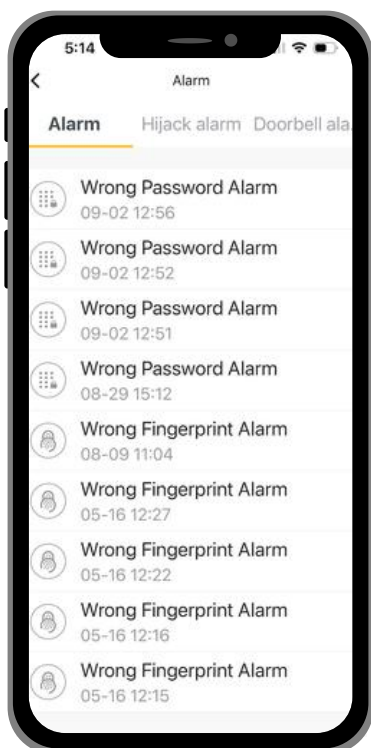 5:14
Alarm
Alarm Hijack alarm Doorbell ala
Wrong Password Alarm
09-02 12:56
Wrong Password Alarm
09-02 12:52
Wrong Password Alarm
09-02 12:51
Wrong Password Alarm
08-29 15:12
Wrong Fingerprint Alarm
08-09 11:04
Wrong Fingerprint Alarm
05-16 12:27
Wrong Fingerprint Alarm
05-16 12:22
Wrong Fingerprint Alarm
05-16 12:16
Wrong Fingerprint Alarm
05-16 12:15